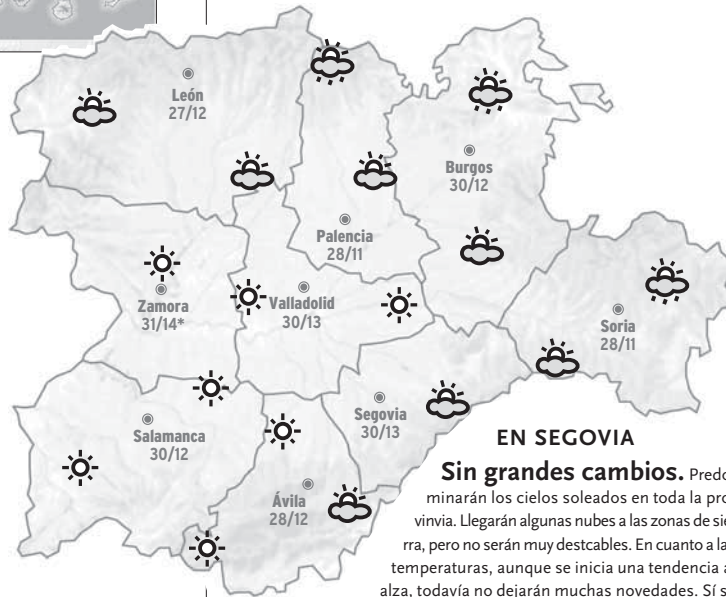 León
27/12
Burgos
30/12
Palencia
28/11
Zamora
31/14*
Valladolid
30/13
Soria
28/11
Segovia
30/13
Salamanca
30/12
Ávila
28/12
EN SEGOVIA
Sin grandes cambios. Predo
minarán los cielos soleados en toda la pro
vinvia. Llegarán algunas nubes a las zonas de sie
rra, pero no serán muy destcables. En cuanto a la
temperaturas, aunque se inicia una tendencia a
alza, todavía no dejarán muchas novedades. Sí s